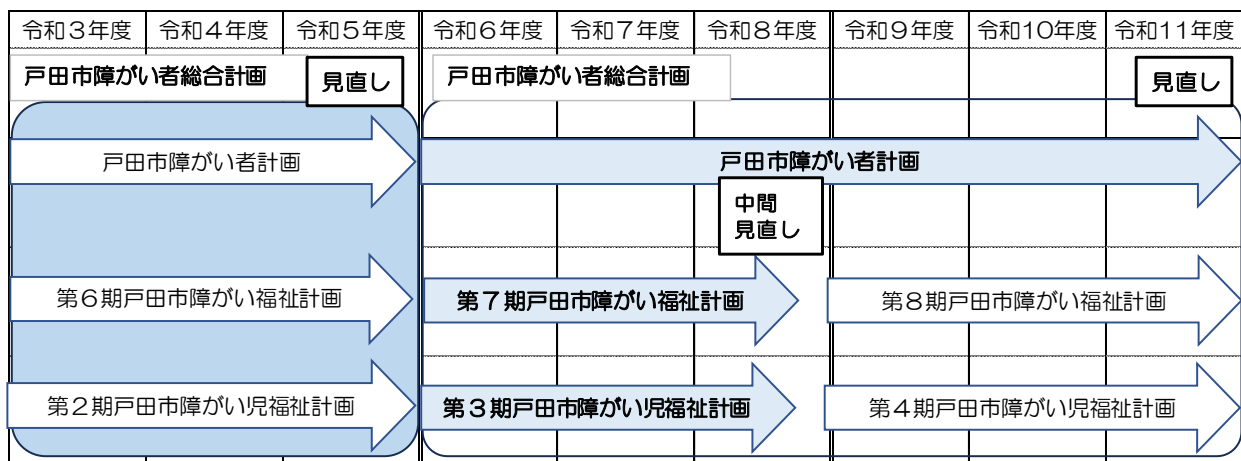 令和３年度 令和４年度 令和５年度 令和６年度 令和７年度 令和８年度 令和９年度 令和10年度 令和11年度
戸田市障がい者総合計画 見直し 戸田市障がい者総合計画 見直し
戸田市障がい者計画 戸田市障がい者計画
中間
見直し
第６期戸田市障がい福祉計画 第７期戸田市障がい福祉計画 第８期戸田市障がい福祉計画
第２期戸田市障がい児福祉計画 第３期戸田市障がい児福祉計画 第４期戸田市障がい児福祉計画